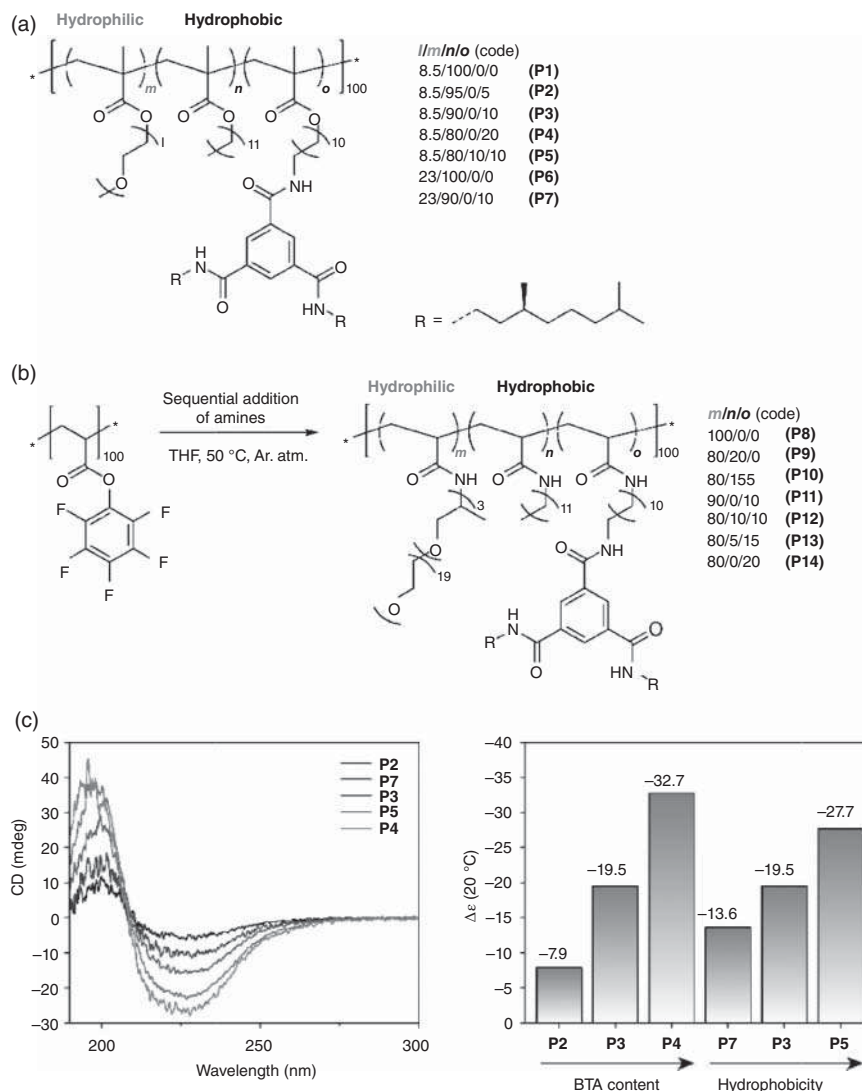 (a)
Hydrophilic Hydrophobic
* m n o 100 *
O O O O O O
l 11 10
O
O NH
O
H
N O
R O
HN
R
l/m/n/o (code)
8.5/100/0/0 (P1)
8.5/95/0/5 (P2)
8.5/90/0/10 (P3)
8.5/80/0/20 (P4)
8.5/80/10/10 (P5)
23/100/0/0 (P6)
23/90/0/10 (P7)
R =
(b)
* 100 *
O O
F F
F F
F
Sequential addition
of amines
THF, 50 °C, Ar. atm.
Hydrophilic Hydrophobic
* m n o 100 *
O NH O NH O NH
3 11 10
O
19
O
O NH
H
N O
R O
HN
R
m/n/o (code)
100/0/0 (P8)
80/20/0 (P9)
80/155 (P10)
90/0/10 (P11)
80/10/10 (P12)
80/5/15 (P13)
80/0/20 (P14)
(c)
CD (mdeg)
50
40
30
20
10
0
−10
−20
−30
200 250 300
Wavelength (nm)
P2
P7
P3
P5
P4
Δε (20 °C)
−40
−35
−30
−25
−20
−15
−10
−5
0
−7.9
−19.5
−32.7
−13.6
−19.5
−27.7
P2 P3 P4 P7 P3 P5
BTA content Hydrophobicity